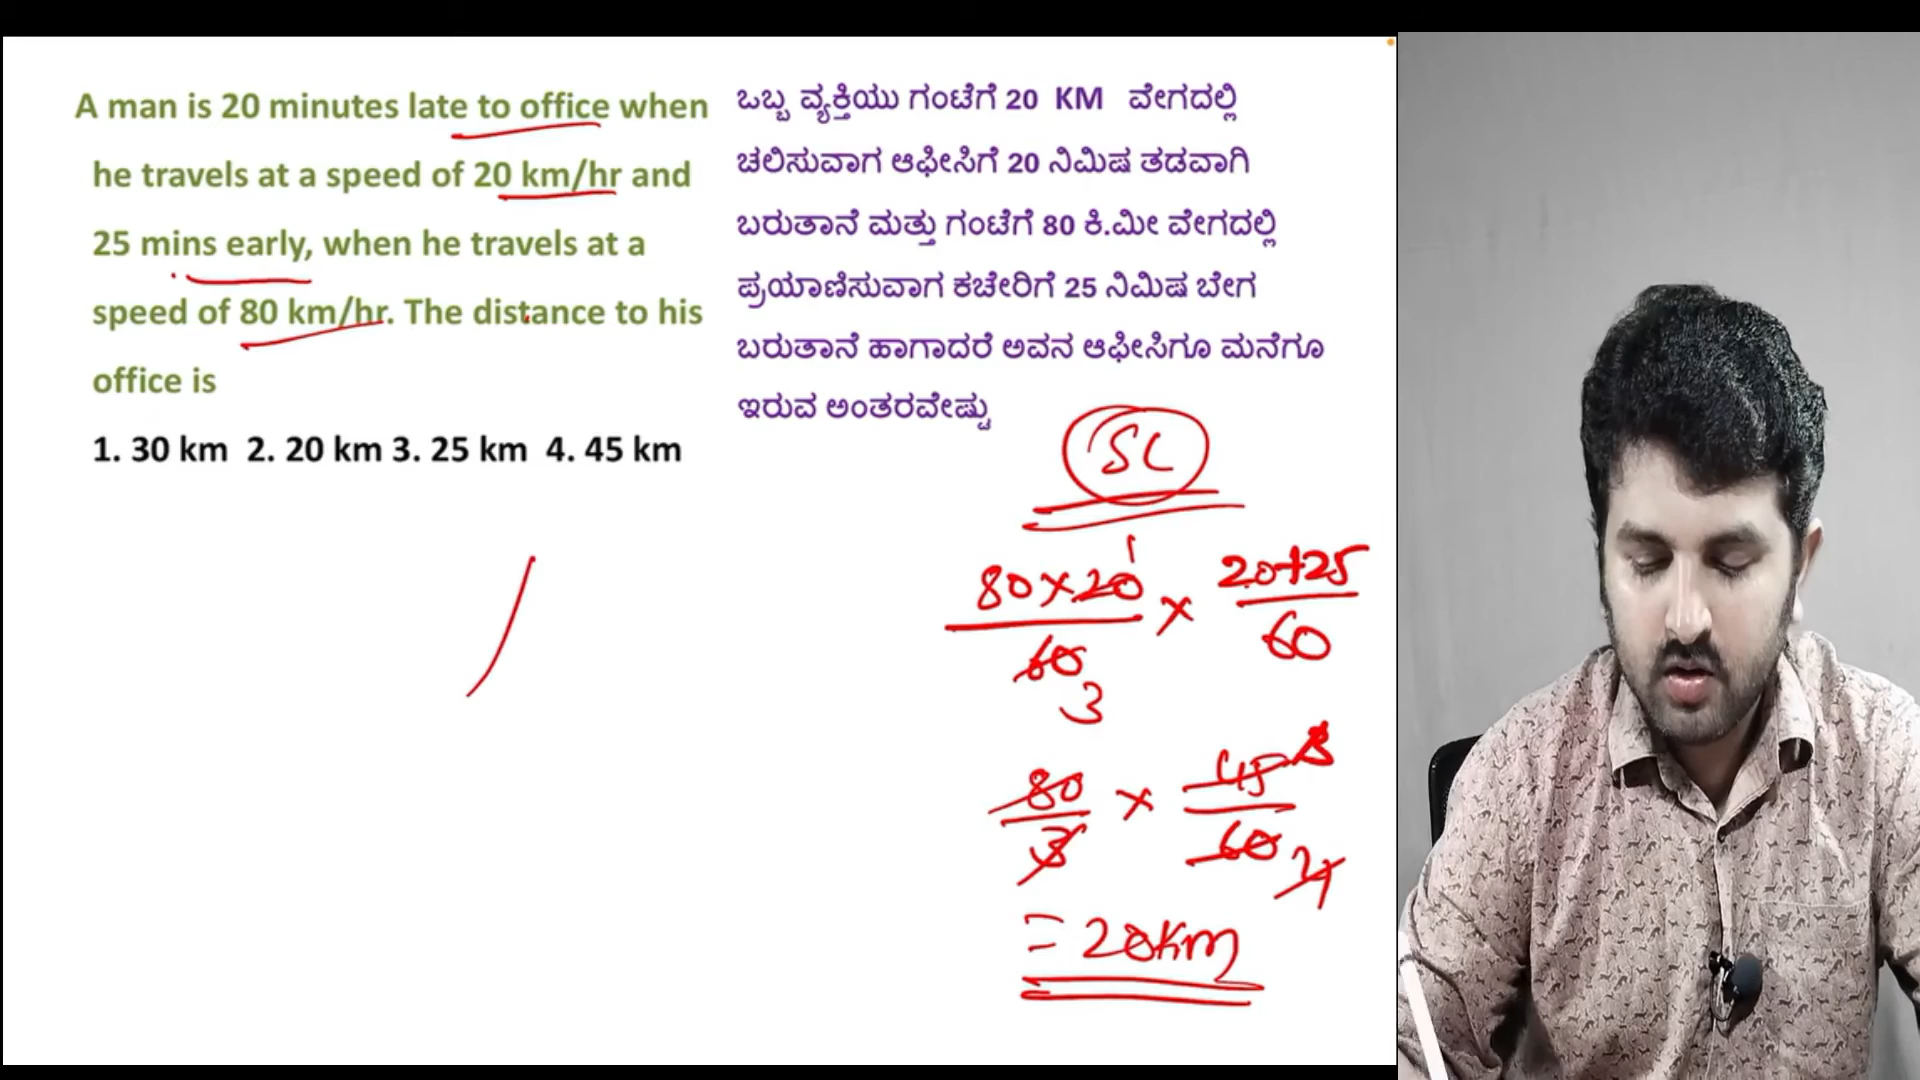 A man is 20 minutes late to office when
he travels at a speed of 20 km/hr and
25 mins early, when he travels at a
speed of 80 km/hr. The distance to his
office is
1. 30 km 2. 20 km 3. 25 km 4. 45 km
ಒಬ್ಬ ವ್ಯಕ್ತಿಯು ಗಂಟೆಗೆ 20 KM ವೇಗದಲ್ಲಿ
ಚಲಿಸುವಾಗ ಆಫೀಸಿಗೆ 20 ನಿಮಿಷ ತಡವಾಗಿ
ಬರುತಾನೆ ಮತ್ತು ಗಂಟೆಗೆ 80 ಕಿ.ಮೀ ವೇಗದಲ್ಲಿ
ಪ್ರಯಾಣಿಸುವಾಗ ಕಚೇರಿಗೆ 25 ನಿಮಿಷ ಬೇಗ
ಬರುತಾನೆ ಹಾಗಾದರೆ ಅವನ ಆಫೀಸಿಗೂ ಮನೆಗೂ
ಇರುವ ಅಂತರವೇಷ್ಟು
SL
1
80 × 20 × 20+25
60 60
3
80 × 45 3
3 60 4
= 20km